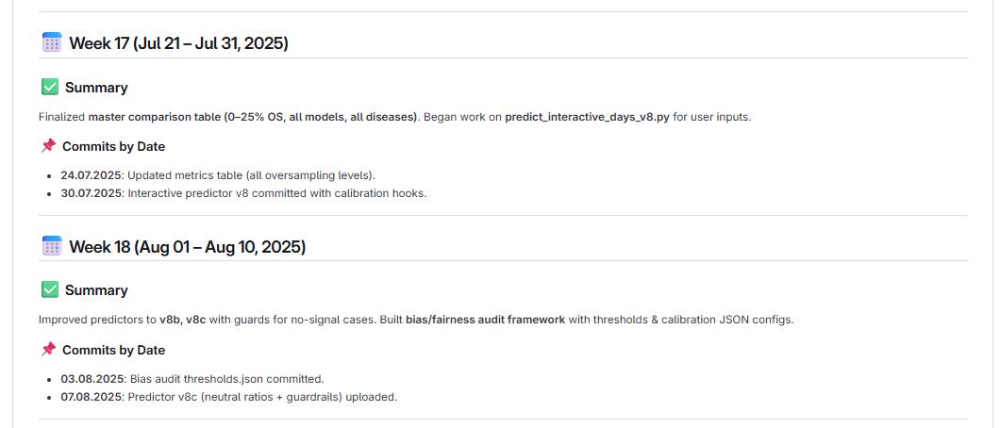 Week 17 (Jul 21 – Jul 31, 2025)
Summary
Finalized master comparison table (0–25% OS, all models, all diseases). Began work on predict_interactive_days_v8.py for user inputs.
Commits by Date
24.07.2025: Updated metrics table (all oversampling levels).
30.07.2025: Interactive predictor v8 committed with calibration hooks.
Week 18 (Aug 01 – Aug 10, 2025)
Summary
Improved predictors to v8b, v8c with guards for no-signal cases. Built bias/fairness audit framework with thresholds & calibration JSON configs.
Commits by Date
03.08.2025: Bias audit thresholds.json committed.
07.08.2025: Predictor v8c (neutral ratios + guardrails) uploaded.